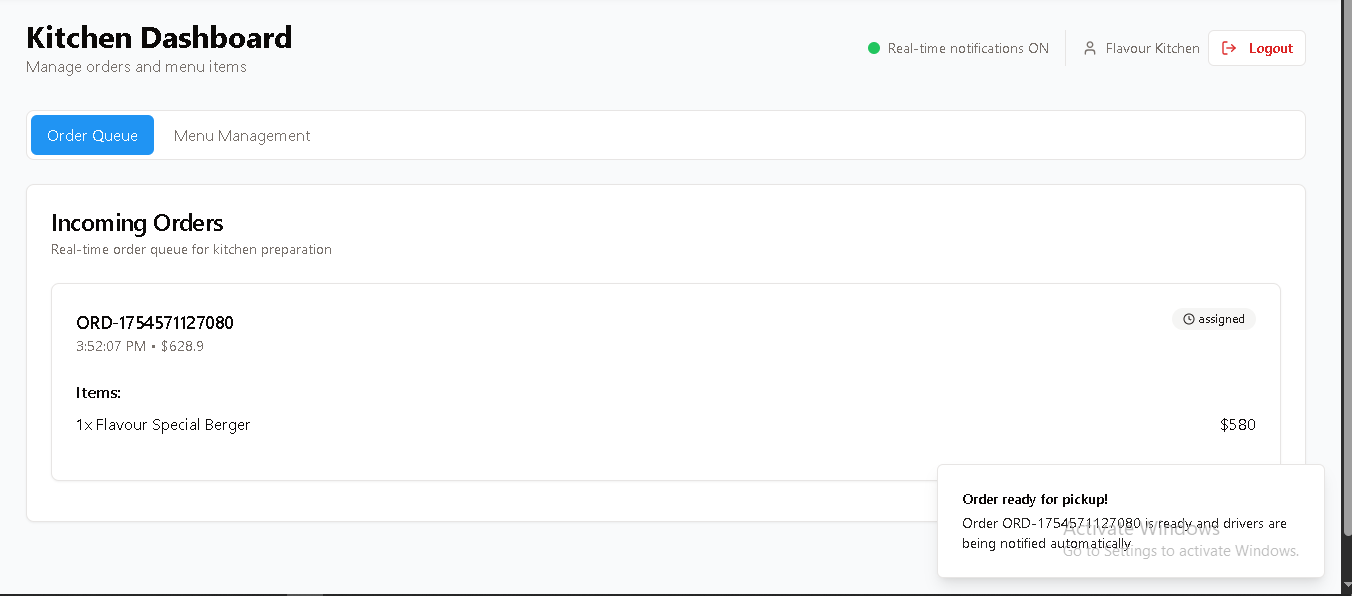 Kitchen Dashboard
Manage orders and menu items
Real-time notifications ON
Flavour Kitchen
Logout
Order Queue
Menu Management
Incoming Orders
Real-time order queue for kitchen preparation
ORD-1754571127080
assigned
3:52:07 PM • $628.9
Items:
1x Flavour Special Berger
$580
Order ready for pickup!
Order ORD-1754571127080 is ready and drivers are
being notified automatically
Activate Windows
Go to Settings to activate Windows.